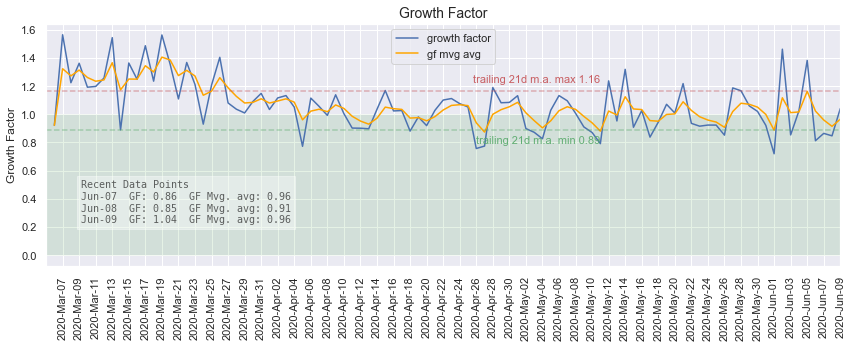 Growth Factor
growth factor
gf mvg avg
Growth Factor
1.6
1.4
1.2
1.0
0.8
0.6
0.4
0.2
0.0
trailing 21d m.a. max 1.16
trailing 21d m.a. min 0.89
Recent Data Points
Jun-07 GF: 0.86 GF Mvg. avg: 0.96
Jun-08 GF: 0.85 GF Mvg. avg: 0.91
Jun-09 GF: 1.04 GF Mvg. avg: 0.96
2020-Mar-07
2020-Mar-09
2020-Mar-11
2020-Mar-13
2020-Mar-15
2020-Mar-17
2020-Mar-19
2020-Mar-21
2020-Mar-23
2020-Mar-25
2020-Mar-27
2020-Mar-29
2020-Mar-31
2020-Apr-02
2020-Apr-04
2020-Apr-06
2020-Apr-08
2020-Apr-10
2020-Apr-12
2020-Apr-14
2020-Apr-16
2020-Apr-18
2020-Apr-20
2020-Apr-22
2020-Apr-24
2020-Apr-26
2020-Apr-28
2020-Apr-30
2020-May-02
2020-May-04
2020-May-06
2020-May-08
2020-May-10
2020-May-12
2020-May-14
2020-May-16
2020-May-18
2020-May-20
2020-May-22
2020-May-24
2020-May-26
2020-May-28
2020-May-30
2020-Jun-01
2020-Jun-03
2020-Jun-05
2020-Jun-07
2020-Jun-09